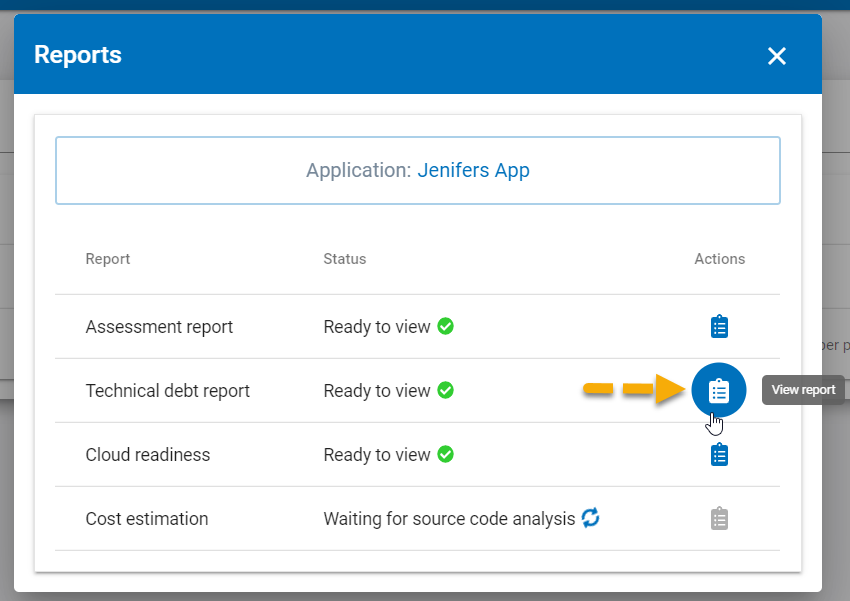 Reports
Application: Jenifers App
Report Status Actions
Assessment report Ready to view
Technical debt report Ready to view View report
Cloud readiness Ready to view
Cost estimation Waiting for source code analysis